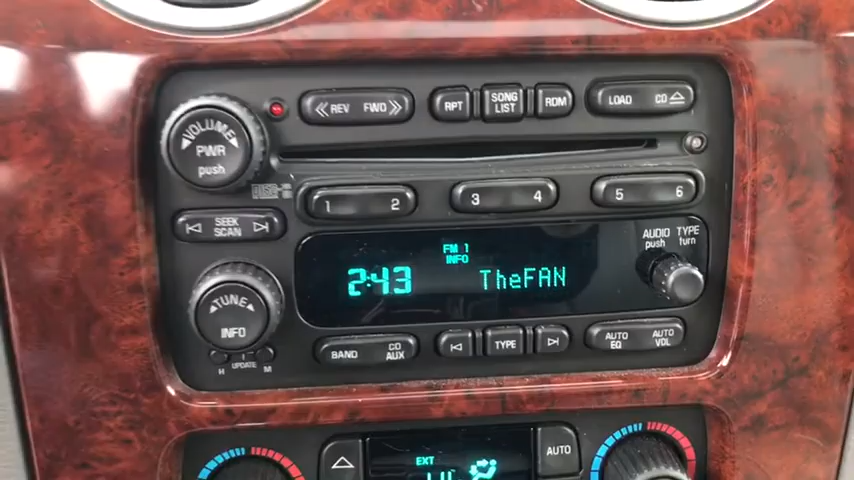 REV FWD
RPT
SONG
LIST
RDM
LOAD CD
VOLUME
PWR
push
1 2
3 4
5 6
SEEK
SCAN
FM 1
INFO
2:43 TheFAN
AUDIO TYPE
push turn
TUNE
INFO
H UPDATE M
BAND CD
AUX
TYPE
AUTO
EQ
AUTO
VOL
EXT
AUTO